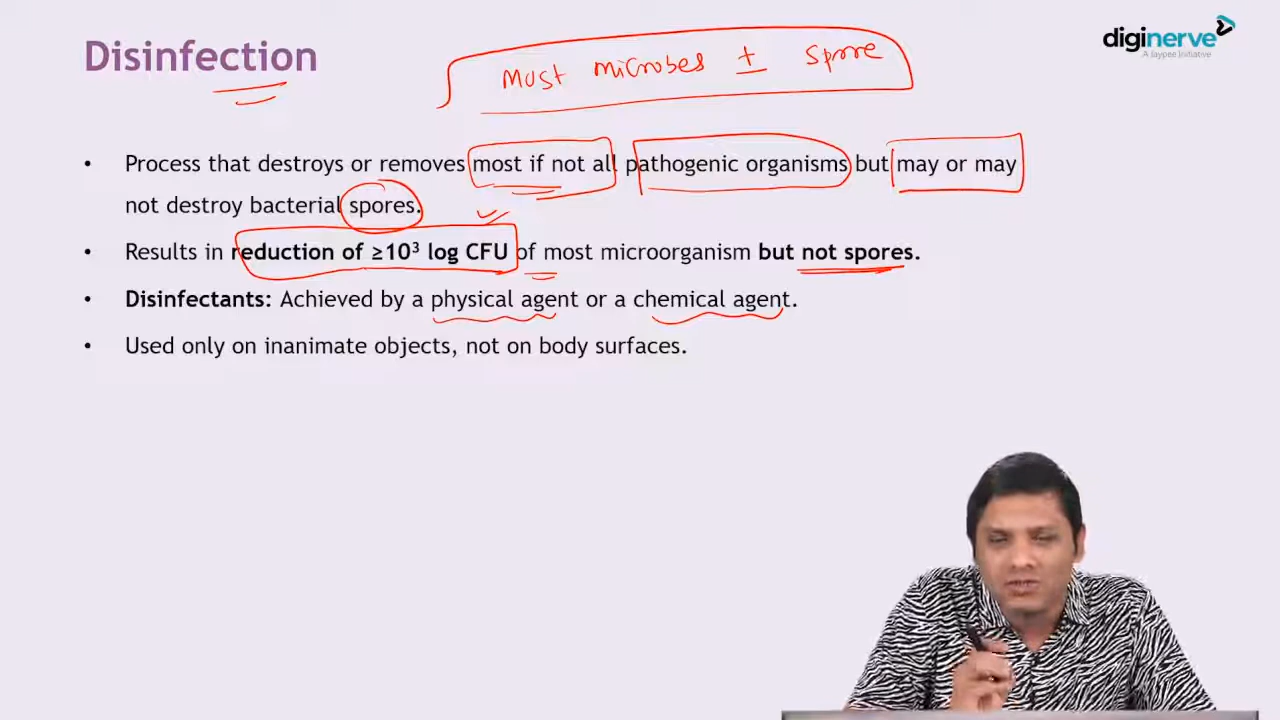 Disinfection
Most microbes ± spore
diginerve
A Jaypee Initiative
• Process that destroys or removes most if not all pathogenic organisms but may or may
not destroy bacterial spores.
• Results in reduction of ≥10³ log CFU of most microorganism but not spores.
• Disinfectants: Achieved by a physical agent or a chemical agent.
• Used only on inanimate objects, not on body surfaces.